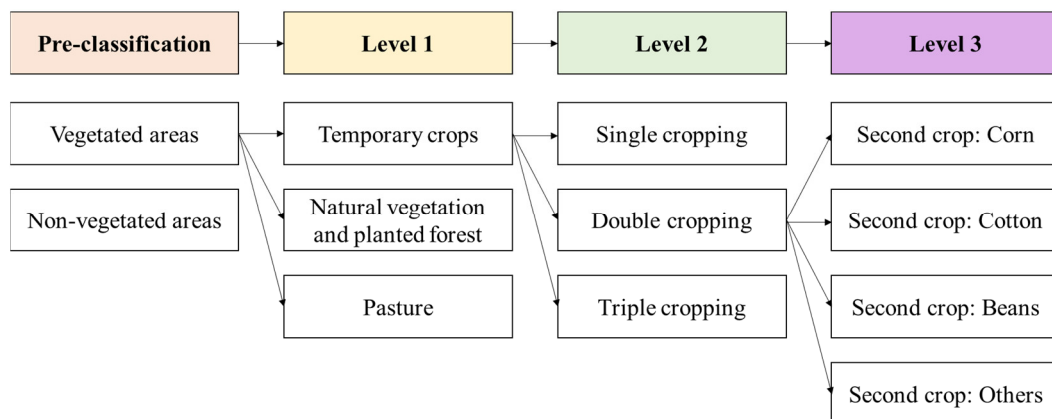 Pre-classification
Level 1
Level 2
Level 3
Vegetated areas
Temporary crops
Single cropping
Second crop: Corn
Non-vegetated areas
Natural vegetation
and planted forest
Double cropping
Second crop: Cotton
Pasture
Triple cropping
Second crop: Beans
Second crop: Others